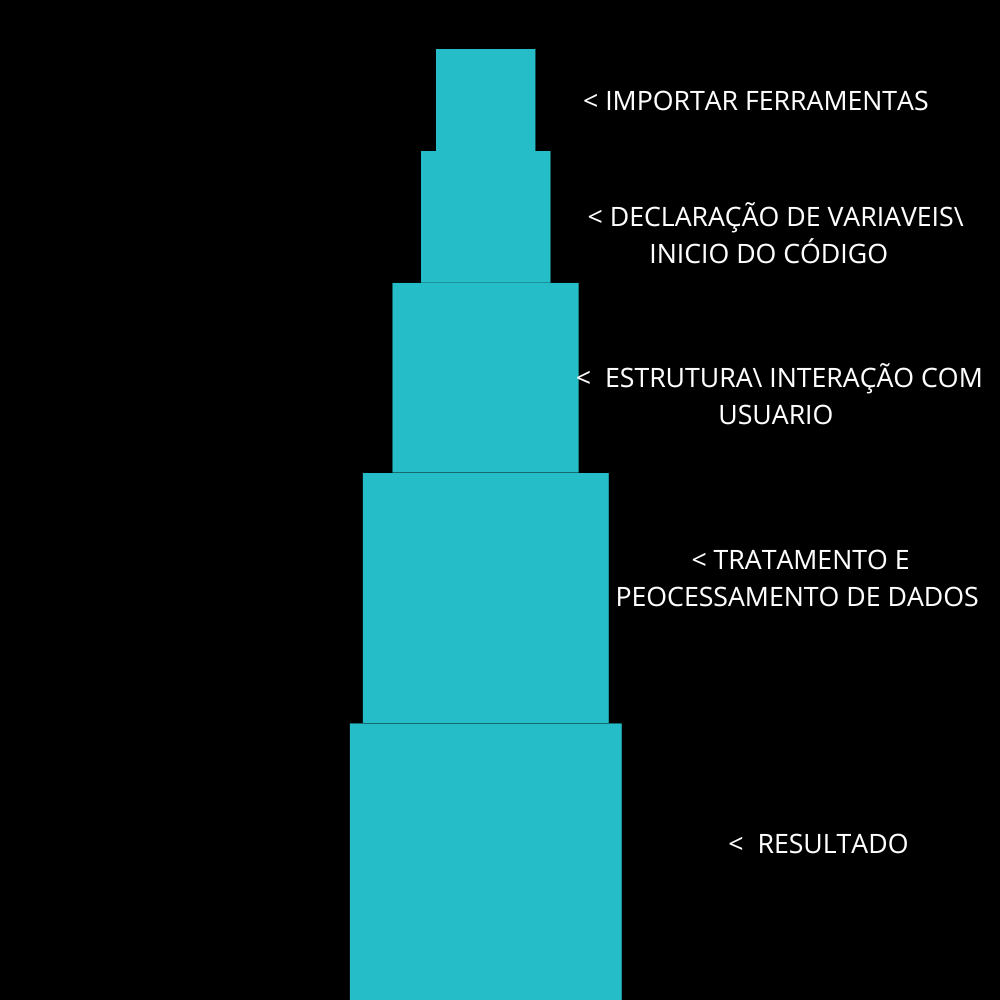 < IMPORTAR FERRAMENTAS
< DECLARAÇÃO DE VARIAVEIS\
INICIO DO CÓDIGO
<  ESTRUTURA\ INTERAÇÃO COM
USUARIO
< TRATAMENTO E
PEOCESSAMENTO DE DADOS
<  RESULTADO